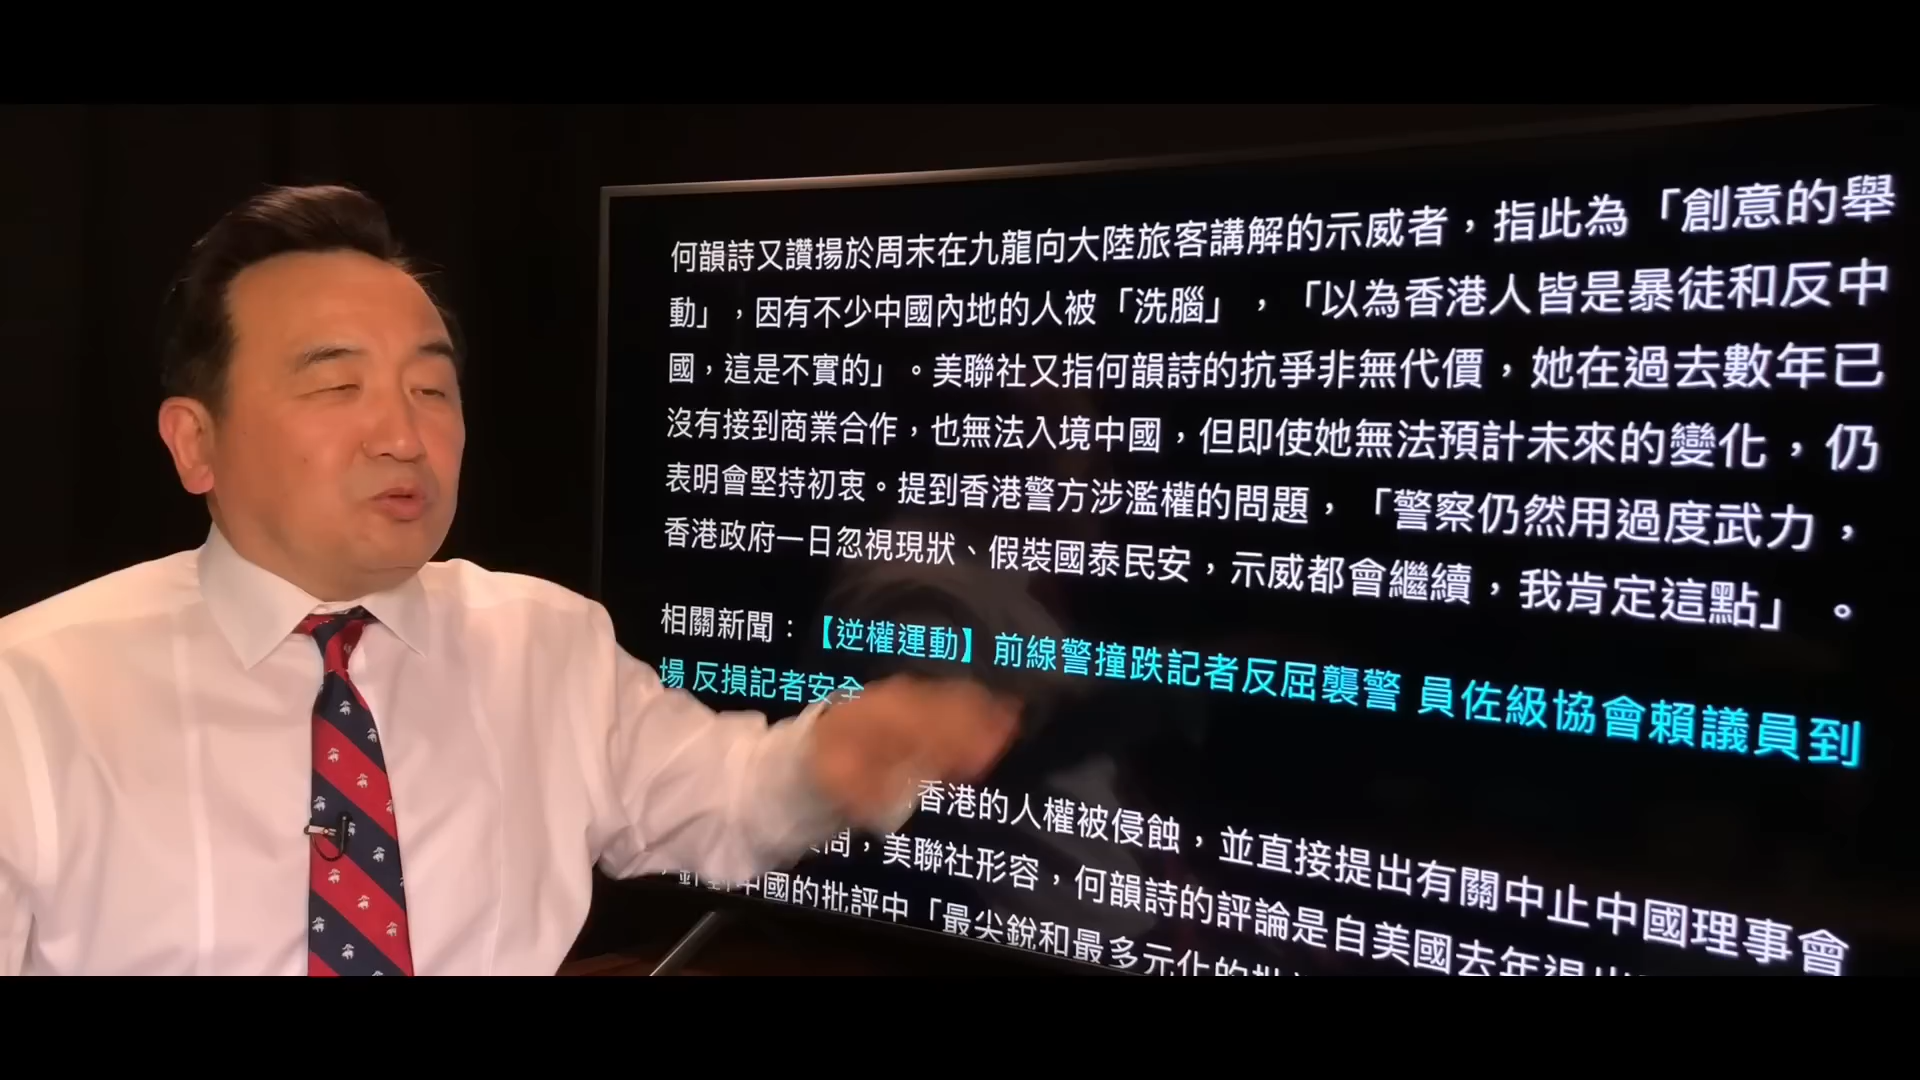 何韻詩又讚揚於周末在九龍向大陸旅客講解的示威者，指此為「創意的舉
動」，因有不少中國內地的人被「洗腦」，「以為香港人皆是暴徒和反中
國，這是不實的」。美聯社又指何韻詩的抗爭非無代價，她在過去數年已
沒有接到商業合作，也無法入境中國，但即使她無法預計未來的變化，仍
表明會堅持初衷。提到香港警方涉濫權的問題，「警察仍然用過度武力，
香港政府一日忽視現狀、假裝國泰民安，示威都會繼續，我肯定這點」。
相關新聞：【逆權運動】前線警撞跌記者反屈襲警 員佐級協會賴議員到
場 反損記者安全
香港的人權被侵蝕，並直接提出有關中止中國理事會
問，美聯社形容，何韻詩的評論是自美國去年退出
中國的批評中「最尖銳和最多元化的批